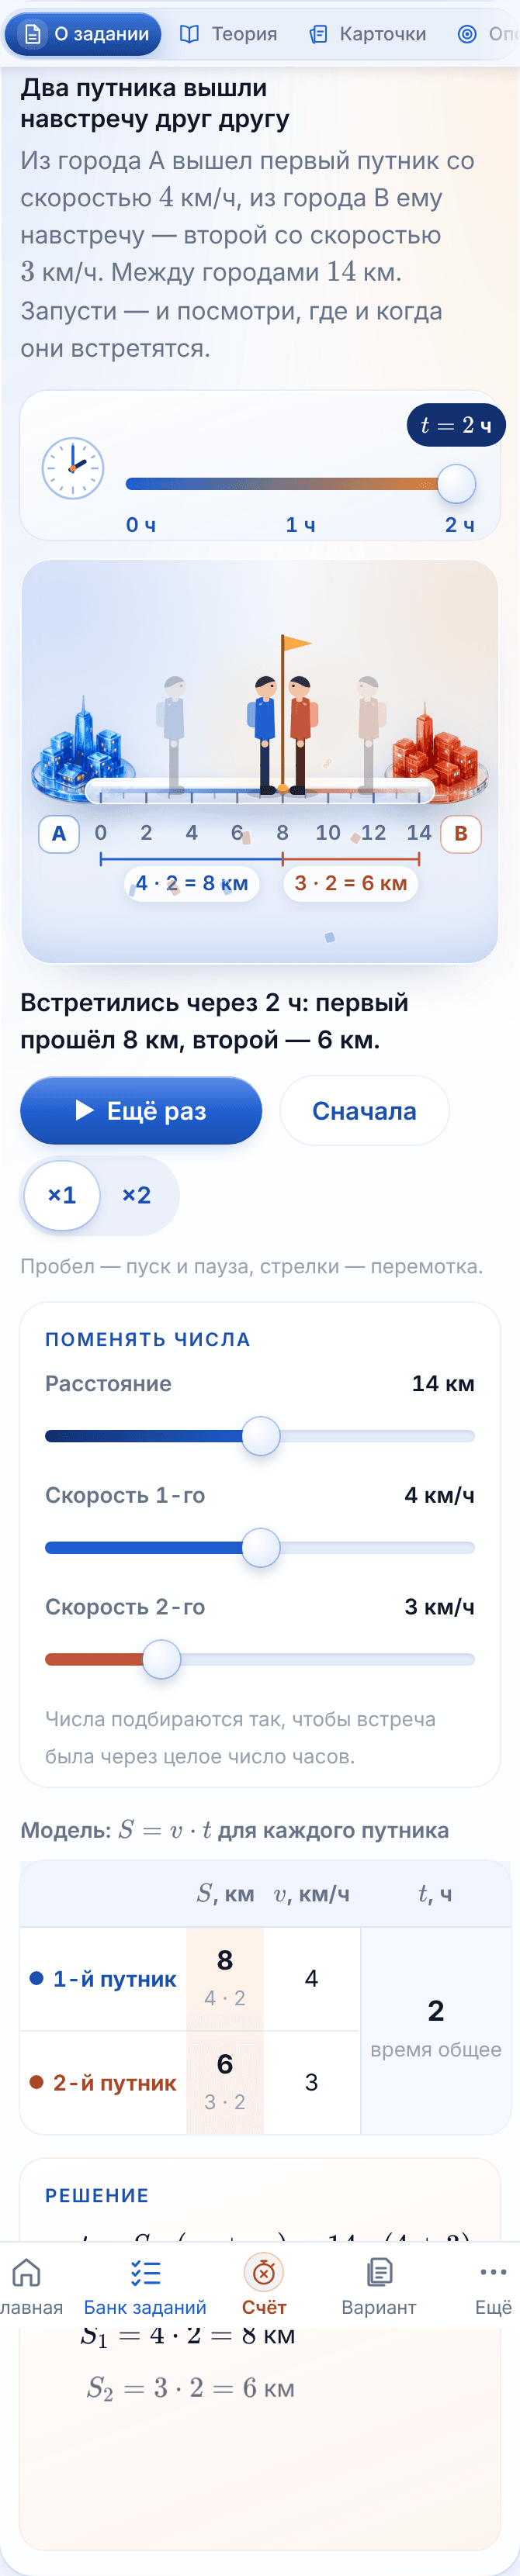 О задании
Теория
Карточки
Два путника вышли
навстречу друг другу
Из города A вышел первый путник со
скоростью 4 км/ч, из города B ему
навстречу — второй со скоростью
3 км/ч. Между городами 14 км.
Запусти — и посмотри, где и когда
они встретятся.
t = 2 ч
0 ч 1 ч 2 ч
A 0 2 4 6 8 10 12 14 B
4 · 2 = 8 км 3 · 2 = 6 км
Встретились через 2 ч: первый
прошёл 8 км, второй — 6 км.
Ещё раз Сначала
×1 ×2
Пробел — пуск и пауза, стрелки — перемотка.
ПОМЕНЯТЬ ЧИСЛА
Расстояние 14 км
Скорость 1-го 4 км/ч
Скорость 2-го 3 км/ч
Числа подбираются так, чтобы встреча
была через целое число часов.
Модель: S = v · t для каждого путника
S, км v, км/ч t, ч
1-й путник 8 4
4 · 2
2
время общее
2-й путник 6 3
3 · 2
РЕШЕНИЕ
лавная Банк заданий Счёт Вариант Ещё
S₁ = 4 · 2 = 8 км
S₂ = 3 · 2 = 6 км